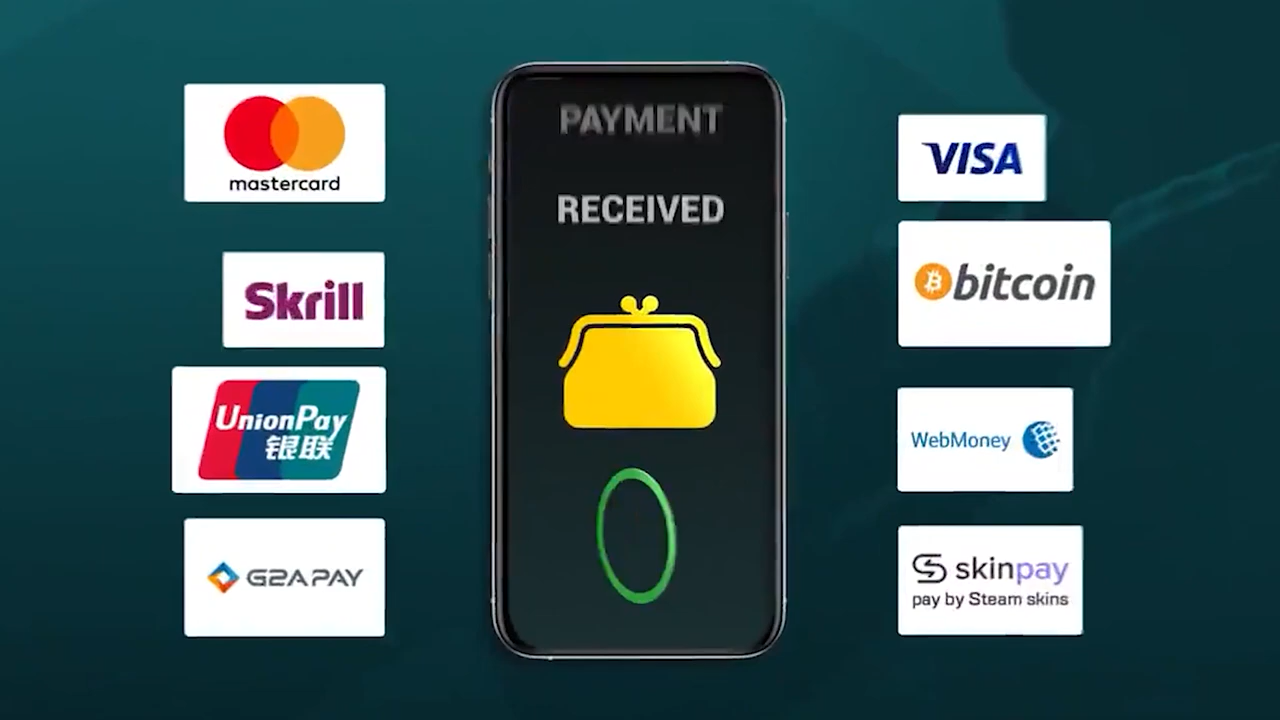 mastercard
Skrill
UnionPay
银联
G2A PAY
PAYMENT
RECEIVED
VISA
bitcoin
WebMoney
skinpay
pay by Steam skins